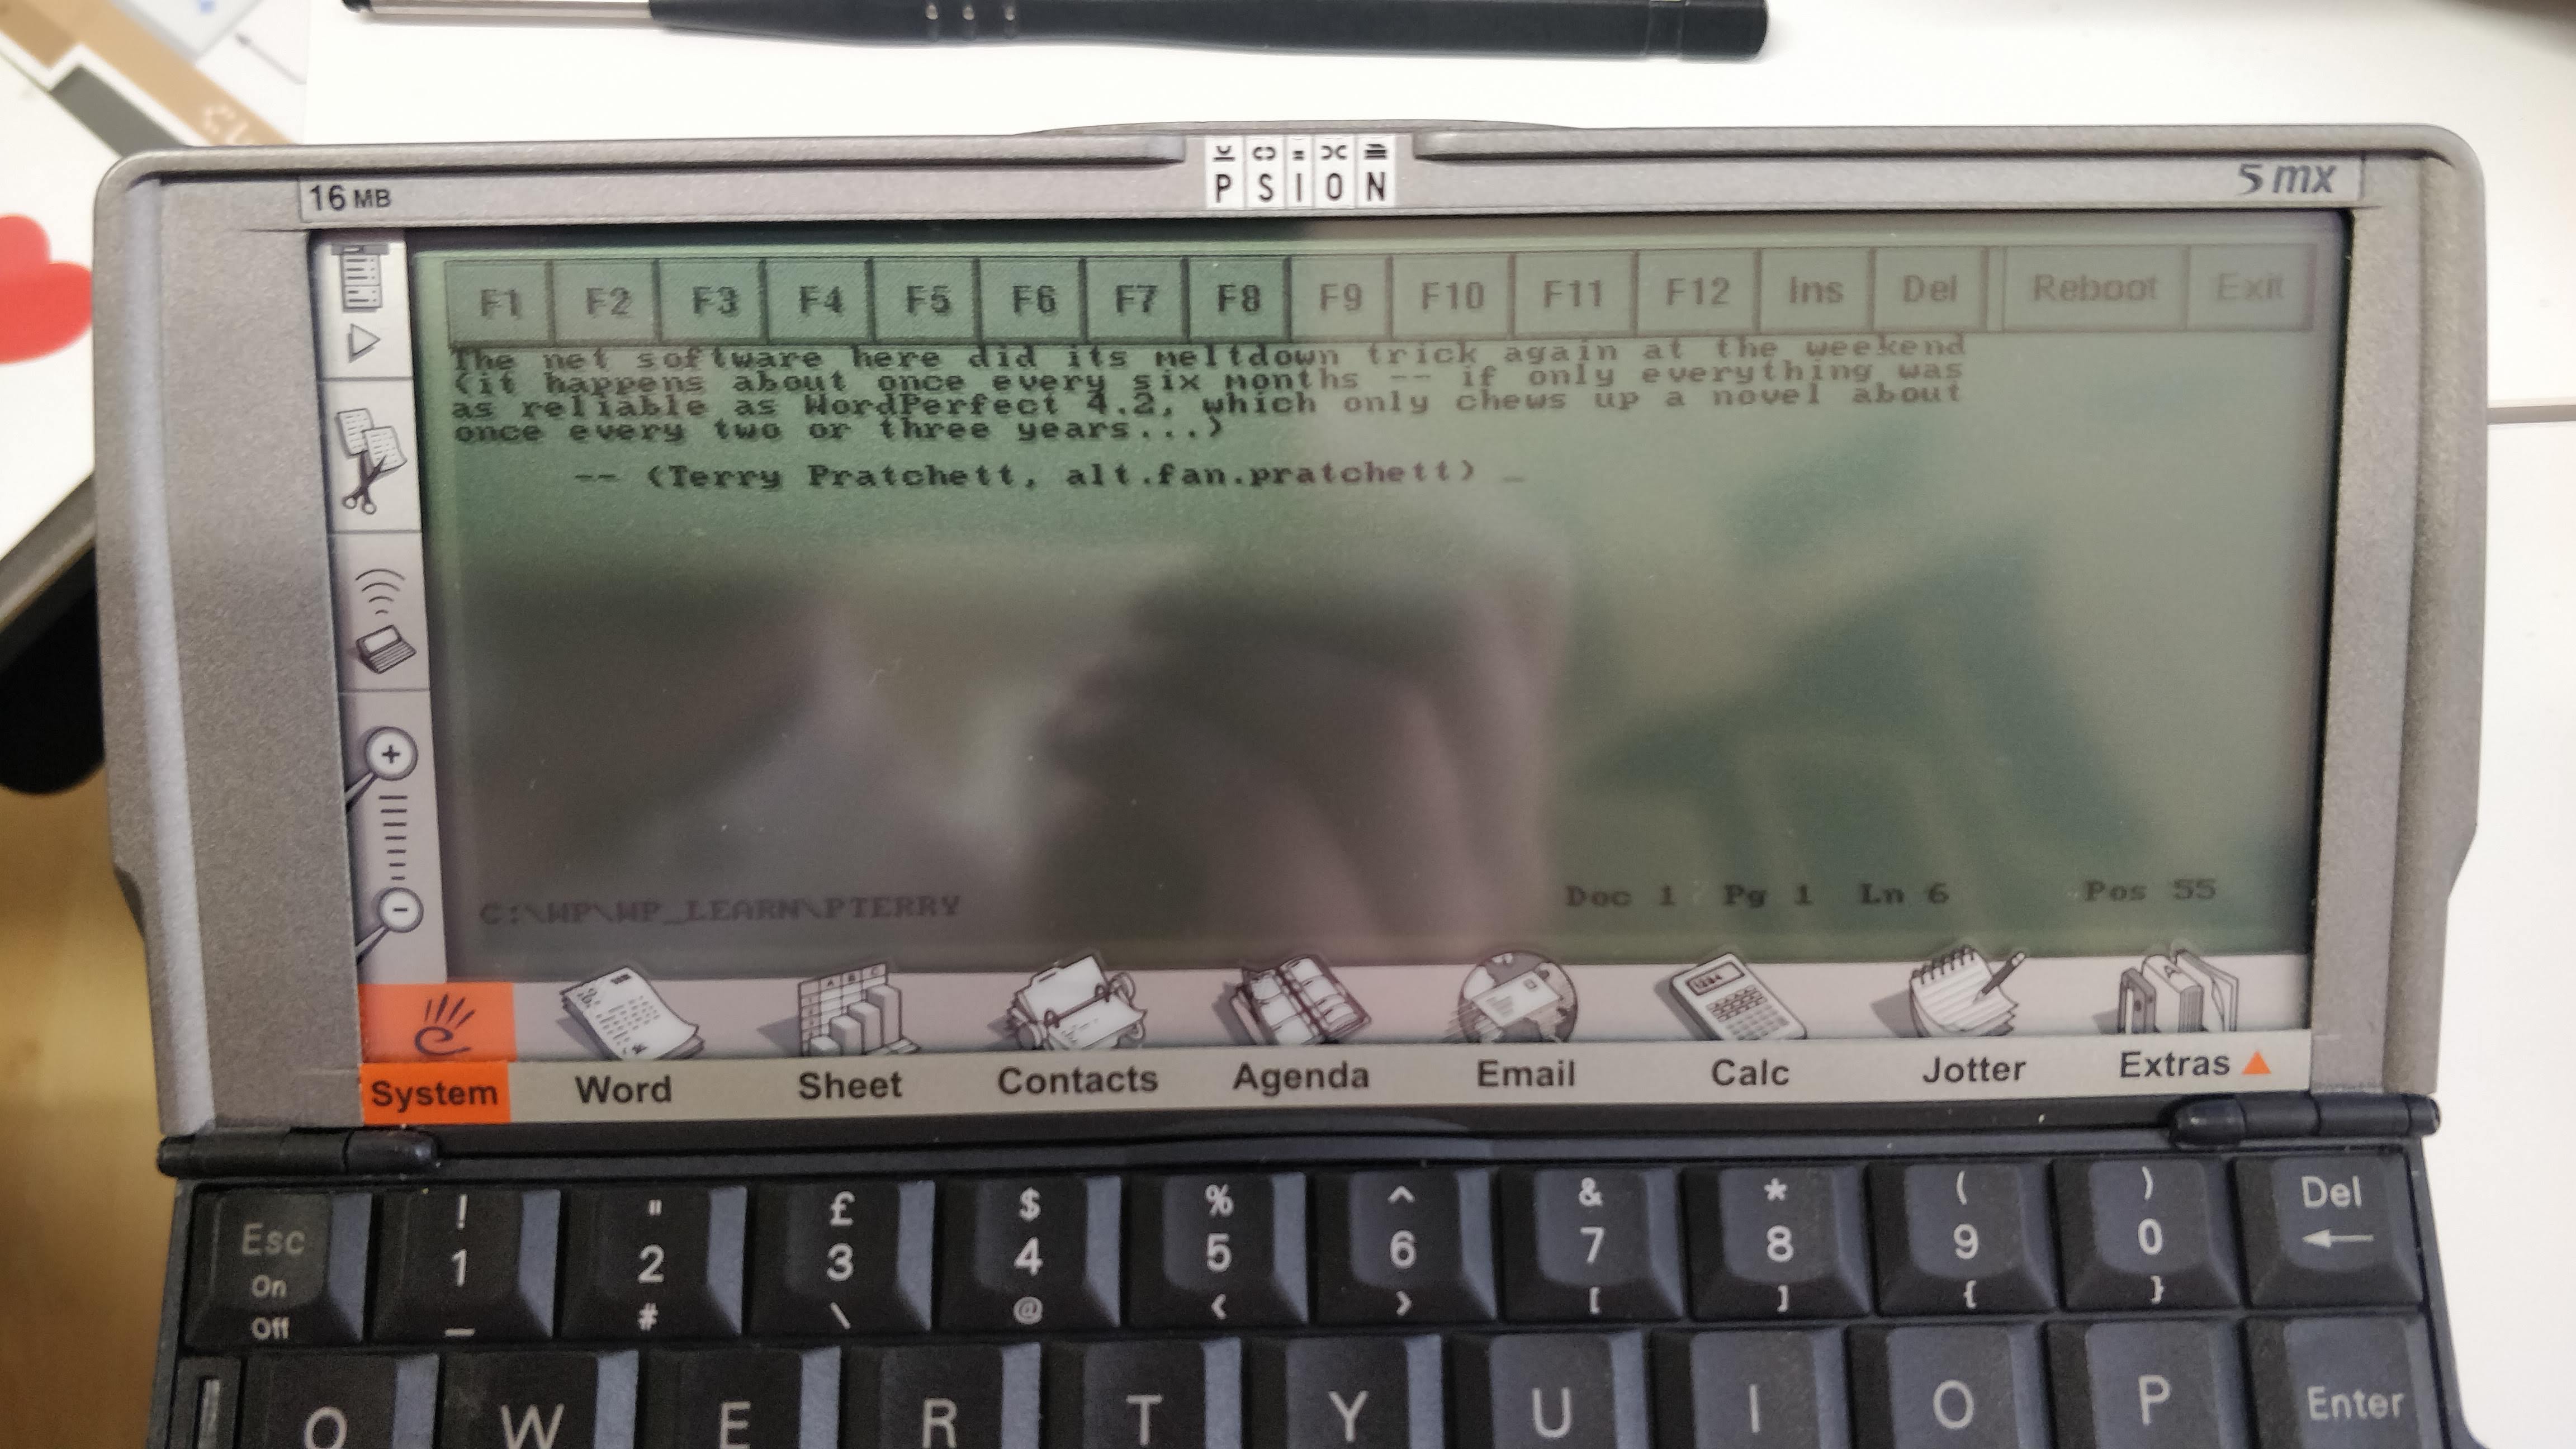 16 MB
PSION
5mx
F1 F2 F3 F4 F5 F6 F7 F8 F9 F10 F11 F12 Ins Del Reboot Exit
The net software here did its meltdown trick again at the weekend
(it happens about once every six months -- if only everything was
as reliable as WordPerfect 4.2, which only chews up a novel about
once every two or three years...)
-- (Terry Pratchett, alt.fan.pratchett) _
C:\WP\WP_LEARN\PTERRY Doc 1 Pg 1 Ln 6 Pos 55
System Word Sheet Contacts Agenda Email Calc Jotter Extras
! " £ $ % ^ & * ( ) Del
Esc 1 2 3 4 5 6 7 8 9 0 ←
On
Off _ # \ @ < > [ ] { }
Q W E R T Y U I O P Enter